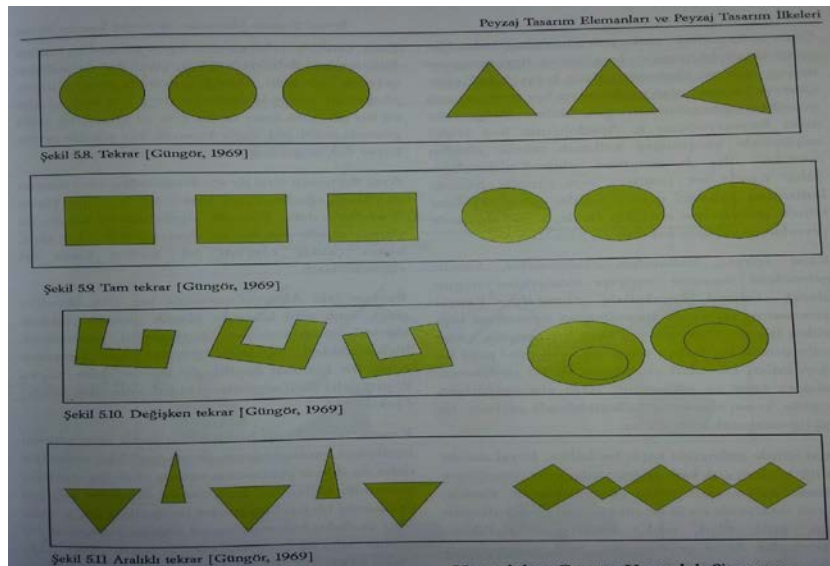 Peyzaj Tasarım Elemanları ve Peyzaj Tasarım İlkeleri
Şekil 5.8. Tekrar [Güngör, 1969]
Şekil 5.9. Tam tekrar [Güngör, 1969]
Şekil 5.10. Değişken tekrar [Güngör, 1969]
Şekil 5.11 Aralıklı tekrar [Güngör, 1969]